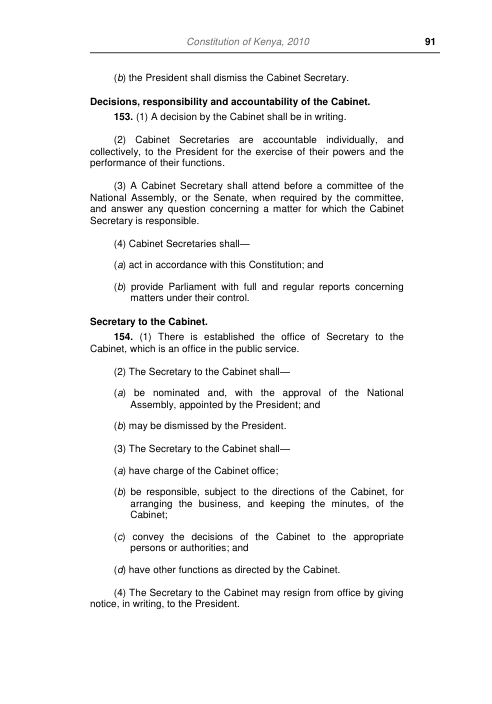 Constitution of Kenya, 2010 91
(b) the President shall dismiss the Cabinet Secretary.
Decisions, responsibility and accountability of the Cabinet.
153. (1) A decision by the Cabinet shall be in writing.
(2) Cabinet Secretaries are accountable individually, and
collectively, to the President for the exercise of their powers and the
performance of their functions.
(3) A Cabinet Secretary shall attend before a committee of the
National Assembly, or the Senate, when required by the committee,
and answer any question concerning a matter for which the Cabinet
Secretary is responsible.
(4) Cabinet Secretaries shall—
(a) act in accordance with this Constitution; and
(b) provide Parliament with full and regular reports concerning
matters under their control.
Secretary to the Cabinet.
154. (1) There is established the office of Secretary to the
Cabinet, which is an office in the public service.
(2) The Secretary to the Cabinet shall—
(a) be nominated and, with the approval of the National
Assembly, appointed by the President; and
(b) may be dismissed by the President.
(3) The Secretary to the Cabinet shall—
(a) have charge of the Cabinet office;
(b) be responsible, subject to the directions of the Cabinet, for
arranging the business, and keeping the minutes, of the
Cabinet;
(c) convey the decisions of the Cabinet to the appropriate
persons or authorities; and
(d) have other functions as directed by the Cabinet.
(4) The Secretary to the Cabinet may resign from office by giving
notice, in writing, to the President.